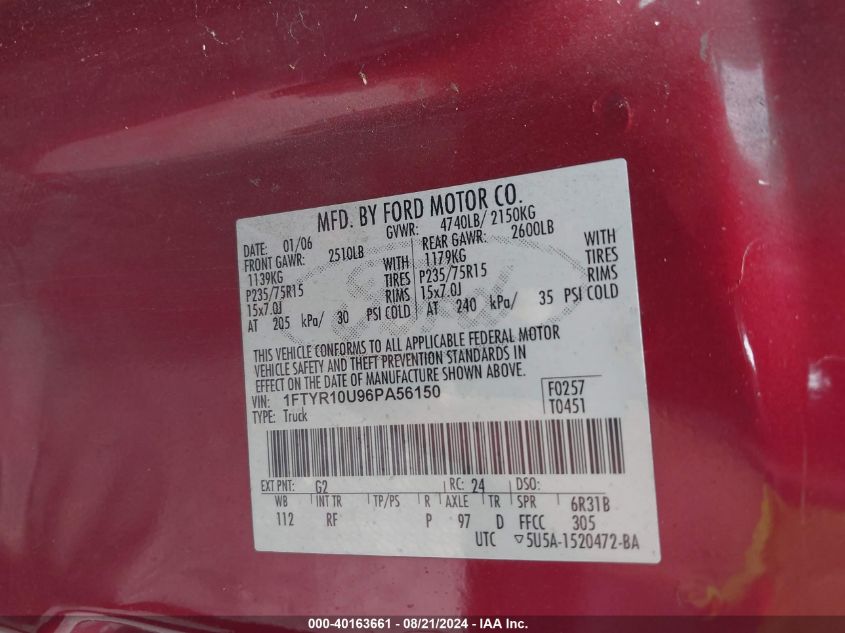 MFD. BY FORD MOTOR CO.
DATE: 01/06 GVWR: 4740LB/ 2150KG
FRONT GAWR: 2510LB REAR GAWR: 2600LB
1139KG WITH 1179KG WITH
P235/75R15 TIRES P235/75R15 TIRES
15x7.0J RIMS 15x7.0J RIMS
AT 205 kPa/ 30 PSI COLD AT 240 kPa/ 35 PSI COLD
Ford
THIS VEHICLE CONFORMS TO ALL APPLICABLE FEDERAL MOTOR
VEHICLE SAFETY AND THEFT PREVENTION STANDARDS IN
EFFECT ON THE DATE OF MANUFACTURE SHOWN ABOVE.
VIN: 1FTYR10U96PA56150 F0257
TYPE: Truck T0451
EXT PNT: G2 RC: 24 DSO:
WB INT TR TP/PS R AXLE TR SPR 6R31B
112 RF P 97 D FFCC 305
UTC ▽5U5A-1520472-BA
000-40163661 - 08/21/2024 - IAA Inc.